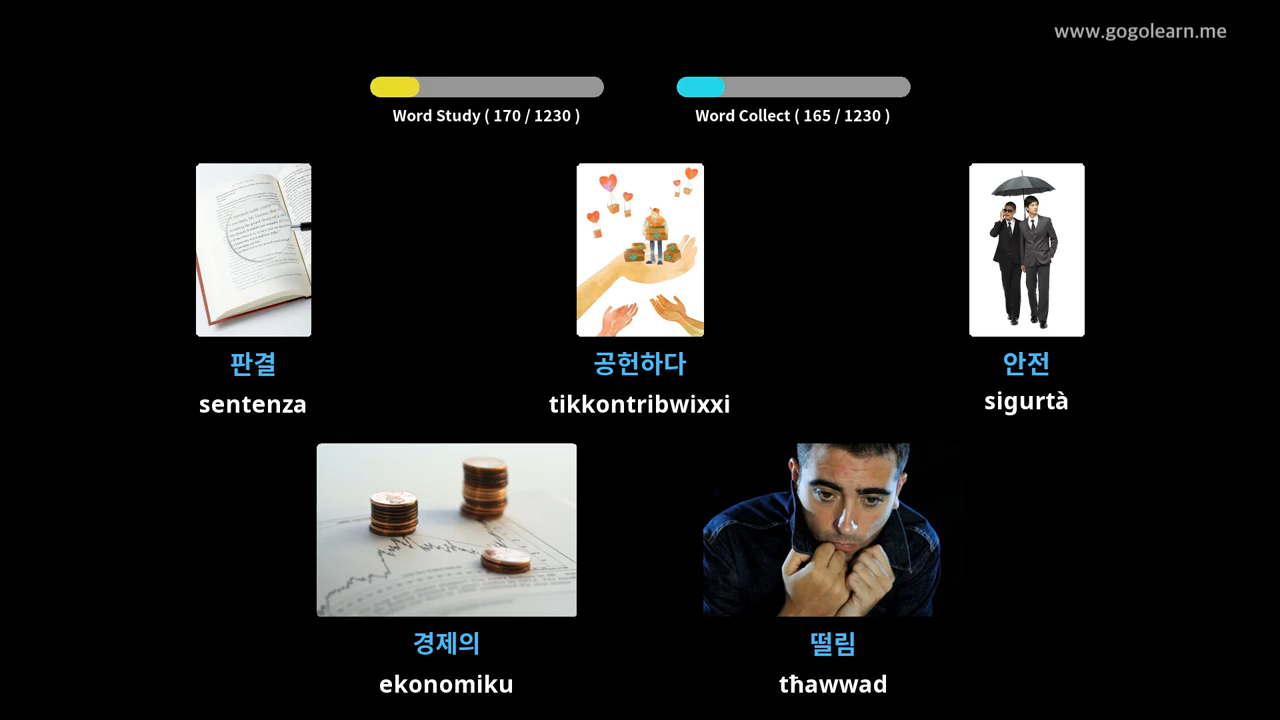 www.gogolearn.me
Word Study ( 170 / 1230 )
Word Collect ( 165 / 1230 )
판결
sentenza
공헌하다
tikkontribwixxi
안전
sigurtà
경제의
ekonomiku
떨림
tħawwad